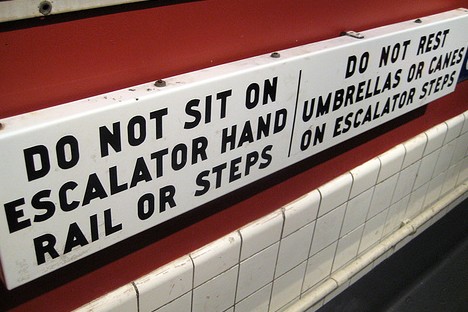 DO NOT SIT ON
ESCALATOR HAND
RAIL OR STEPS
DO NOT REST
UMBRELLAS OR CANES
ON ESCALATOR STEPS